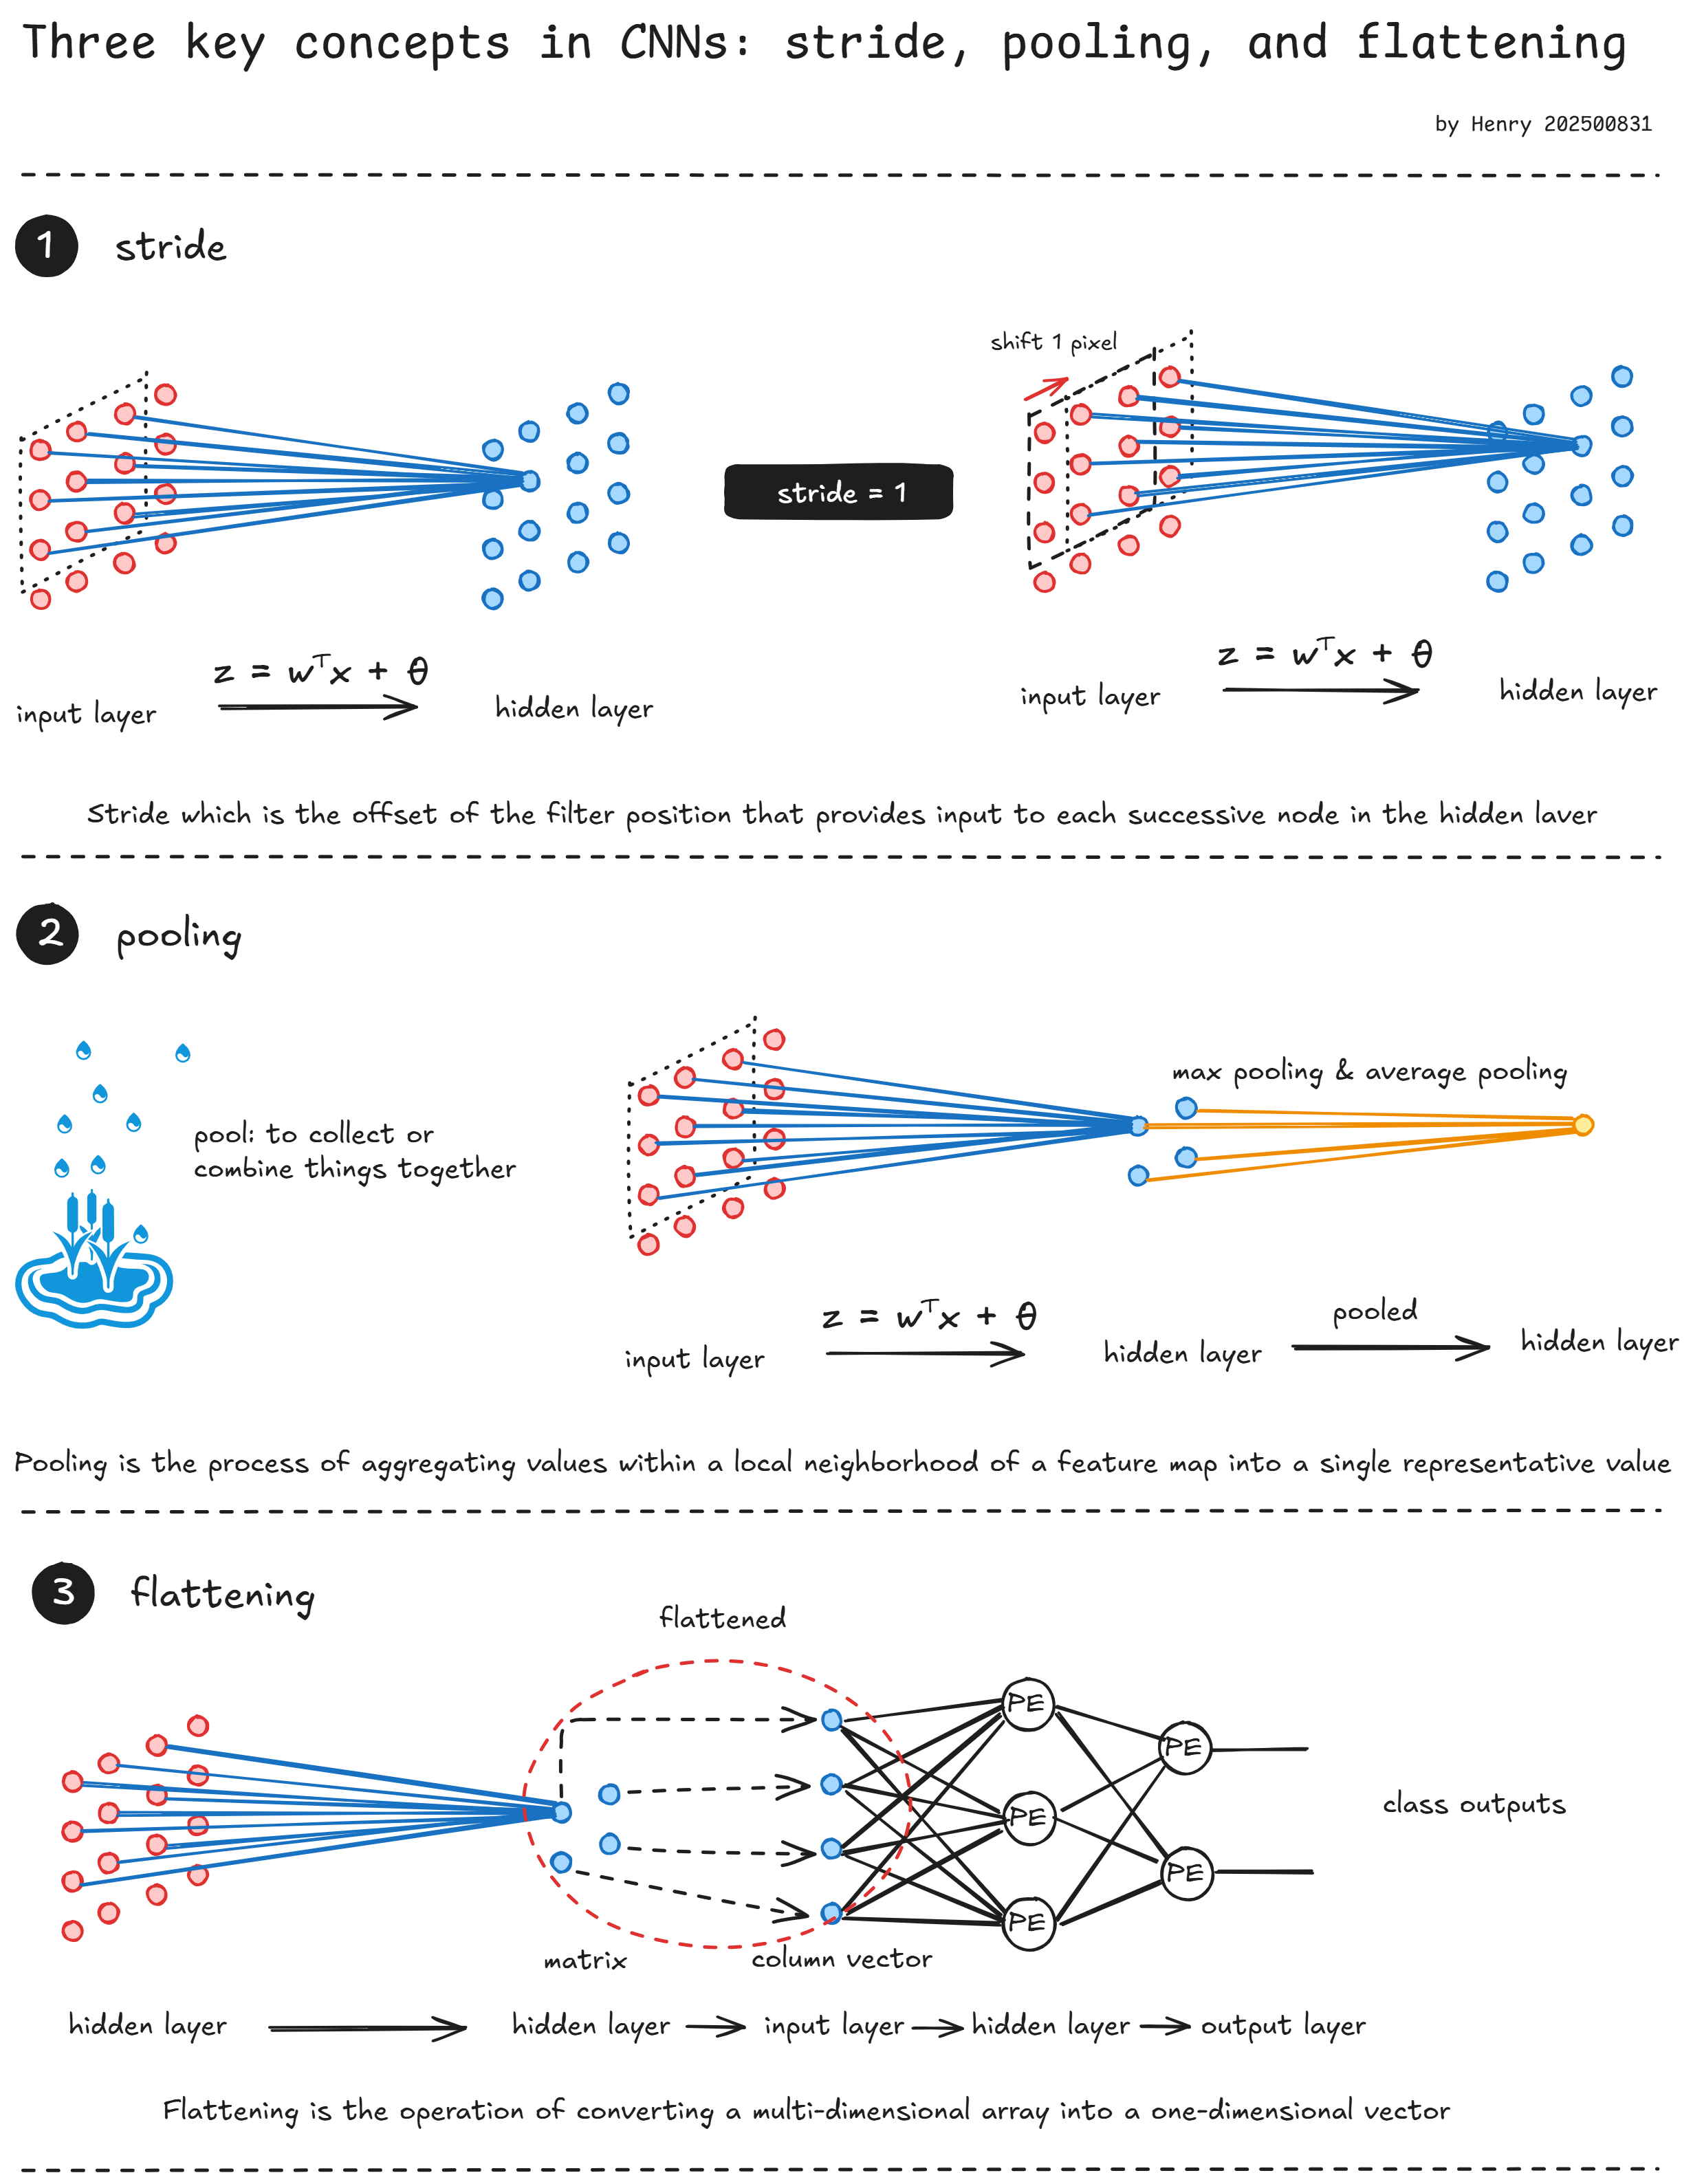 Three key concepts in CNNs: stride, pooling, and flattening
by Henry 202500831
1 stride
shift 1 pixel
stride = 1
z = wᵀx + θ
input layer
hidden layer
z = wᵀx + θ
input layer
hidden layer
Stride which is the offset of the filter position that provides input to each successive node in the hidden laver
2 pooling
max pooling & average pooling
pool: to collect or
combine things together
z = wᵀx + θ
pooled
input layer
hidden layer
hidden layer
Pooling is the process of aggregating values within a local neighborhood of a feature map into a single representative value
3 flattening
flattened
PE
PE
PE
PE
PE
class outputs
matrix
column vector
hidden layer
hidden layer
input layer
hidden layer
output layer
Flattening is the operation of converting a multi-dimensional array into a one-dimensional vector